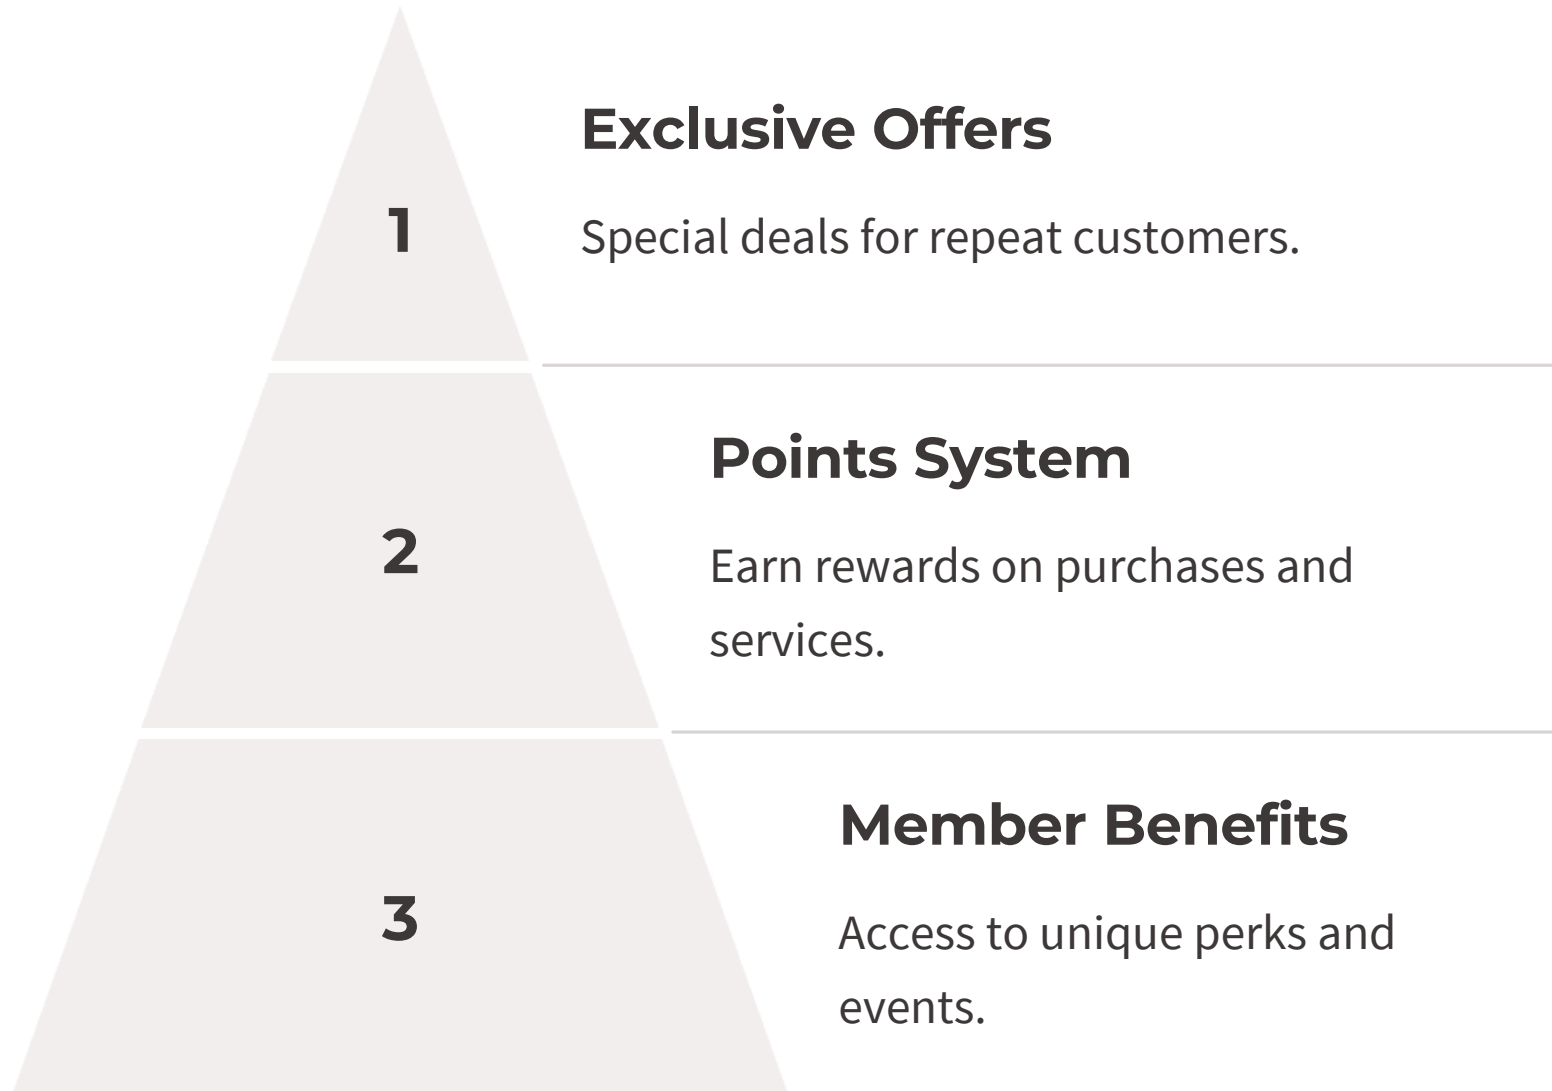 1
Exclusive Offers
Special deals for repeat customers.
2
Points System
Earn rewards on purchases and
services.
3
Member Benefits
Access to unique perks and
events.